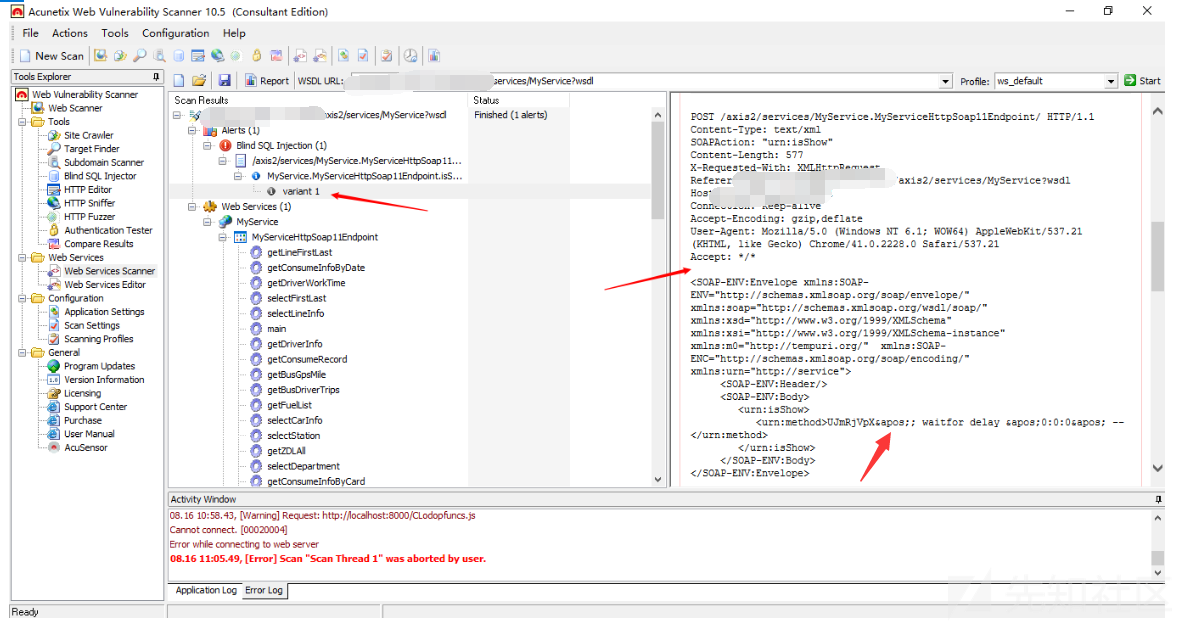 Acunetix Web Vulnerability Scanner 10.5 (Consultant Edition)
File Actions Tools Configuration Help
New Scan
Tools Explorer
Report WSDL URL: services/MyService?wsdl Profile: ws_default Start
Web Vulnerability Scanner
Web Scanner
Tools
Site Crawler
Target Finder
Subdomain Scanner
Blind SQL Injector
HTTP Editor
HTTP Sniffer
HTTP Fuzzer
Authentication Tester
Compare Results
Web Services
Web Services Scanner
Web Services Editor
Configuration
Application Settings
Scan Settings
Scanning Profiles
General
Program Updates
Version Information
Licensing
Support Center
Purchase
User Manual
AcuSensor
Scan Results Status
axis2/services/MyService?wsdl Finished (1 alerts)
Alerts (1)
Blind SQL Injection (1)
/axis2/services/MyService.MyServiceHttpSoap11...
MyService.MyServiceHttpSoap11Endpoint.isS...
variant 1
Web Services (1)
MyService
MyServiceHttpSoap11Endpoint
getLineFirstLast
getConsumeInfoByDate
getDriverWorkTime
selectFirstLast
selectLineInfo
main
getDriverInfo
getConsumeRecord
getBusGpsMile
getBusDriverTrips
getFuelList
selectCarInfo
selectStation
getZDLAll
selectDepartment
getConsumeInfoByCard
POST /axis2/services/MyService.MyServiceHttpSoap11Endpoint/ HTTP/1.1
Content-Type: text/xml
SOAPAction: "urn:isShow"
Content-Length: 577
X-Requested-With: XMLHttpRequest
Referer /axis2/services/MyService?wsdl
Host
Connection: Keep-alive
Accept-Encoding: gzip,deflate
User-Agent: Mozilla/5.0 (Windows NT 6.1; WOW64) AppleWebKit/537.21
(KHTML, like Gecko) Chrome/41.0.2228.0 Safari/537.21
Accept: */*
<SOAP-ENV:Envelope xmlns:SOAP-
ENV="http://schemas.xmlsoap.org/soap/envelope/"
xmlns:soap="http://schemas.xmlsoap.org/wsdl/soap/"
xmlns:xsd="http://www.w3.org/1999/XMLSchema"
xmlns:xsi="http://www.w3.org/1999/XMLSchema-instance"
xmlns:m0="http://tempuri.org/" xmlns:SOAP-
ENC="http://schemas.xmlsoap.org/soap/encoding/"
xmlns:urn="http://service">
<SOAP-ENV:Header/>
<SOAP-ENV:Body>
<urn:isShow>
<urn:method>UJmRjVpX&apos;; waitfor delay &apos;0:0:0&apos; --
</urn:method>
</urn:isShow>
</SOAP-ENV:Body>
</SOAP-ENV:Envelope>
Activity Window
08.16 10:58.43, [Warning] Request: http://localhost:8000/CLodopfuncs.js
Cannot connect. [00020004]
Error while connecting to web server
08.16 11:05.49, [Error] Scan "Scan Thread 1" was aborted by user.
Application Log Error Log
Ready
先知社区